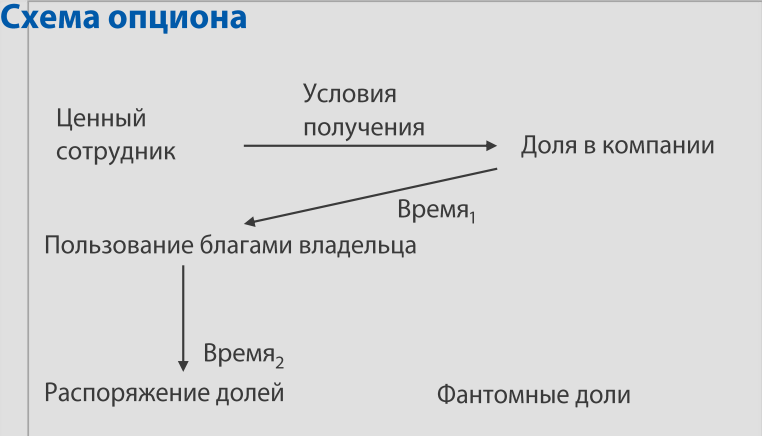 Схема опциона
Условия
получения
Ценный
сотрудник
Доля в компании
Время1
Пользование благами владельца
Время2
Распоряжение долей
Фантомные доли